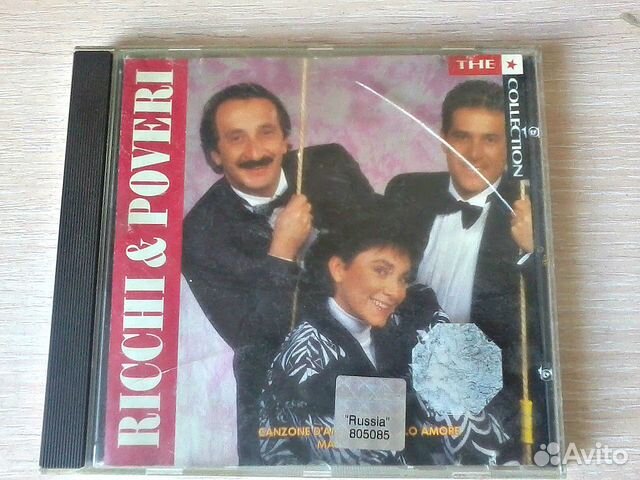 RICCHI & POVERI
THE
COLLECTION
CANZONE D'A LO AMORE
MA
"Russia"
805085
Avito